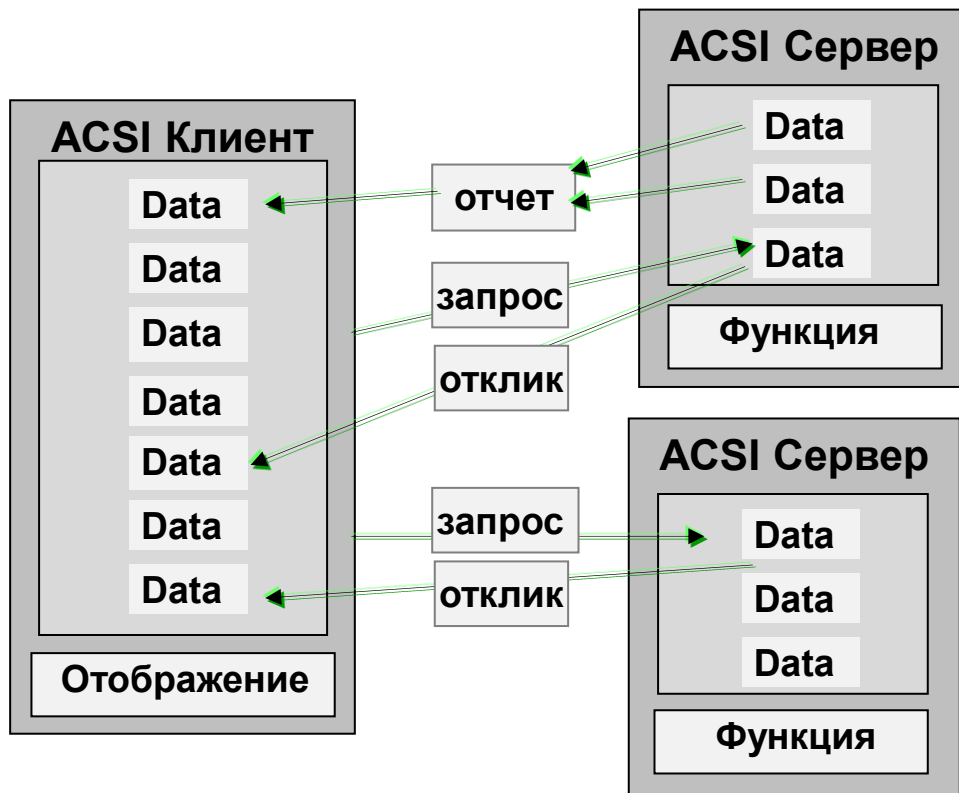 ACSI Клиент
Data
Data
Data
Data
Data
Data
Data
Отображение
отчет
запрос
отклик
запрос
отклик
ACSI Сервер
Data
Data
Data
Функция
ACSI Сервер
Data
Data
Data
Функция